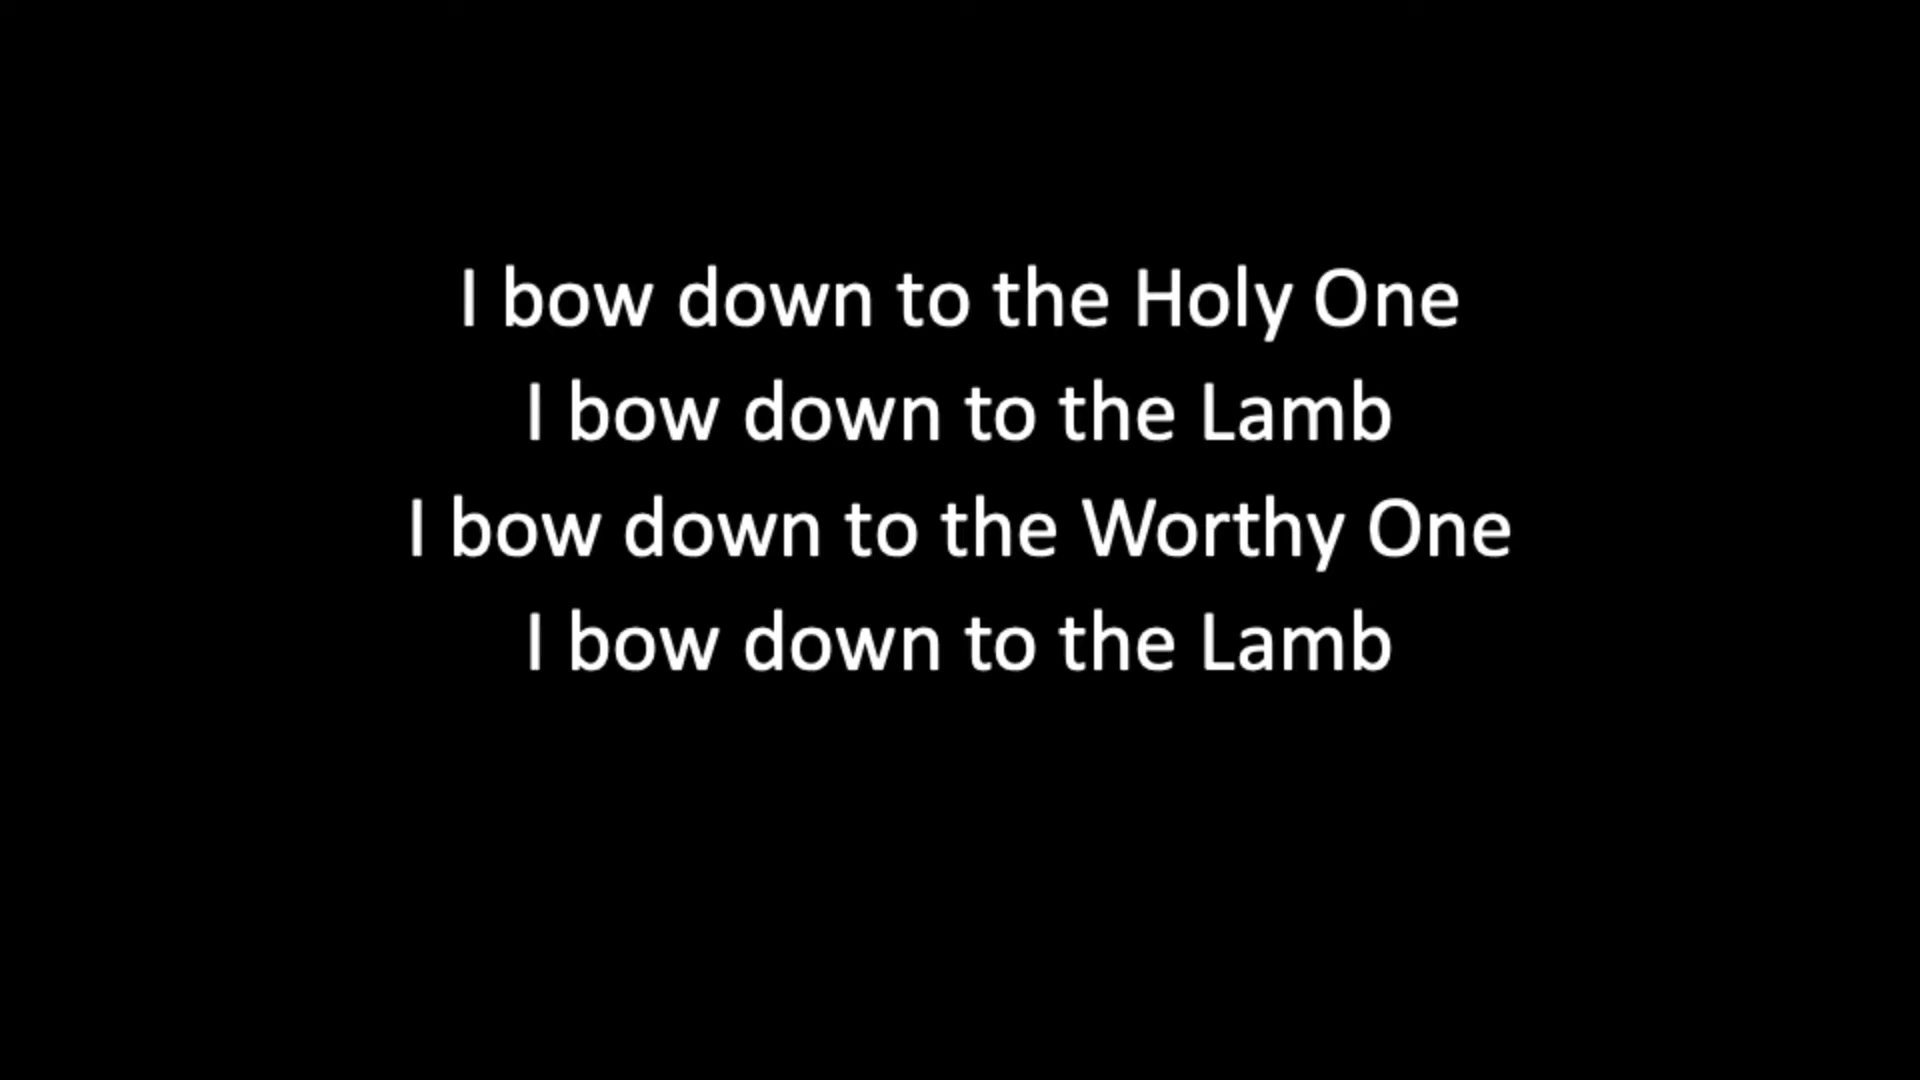 I bow down to the Holy One
I bow down to the Lamb
I bow down to the Worthy One
I bow down to the Lamb